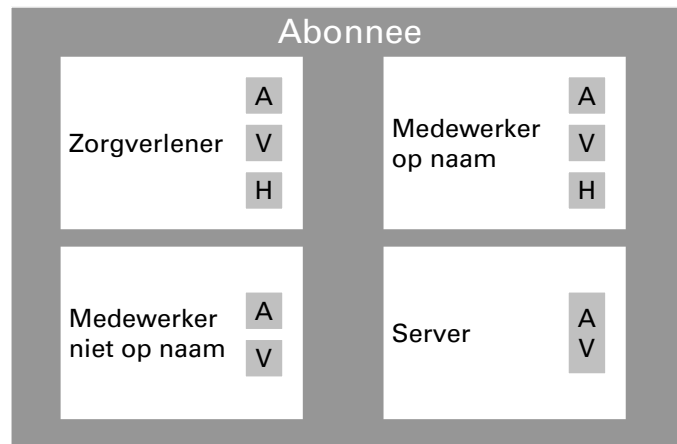 Abonnee
Zorgverlener
A
V
H
Medewerker
op naam
A
V
H
Medewerker
niet op naam
A
V
Server
A
V